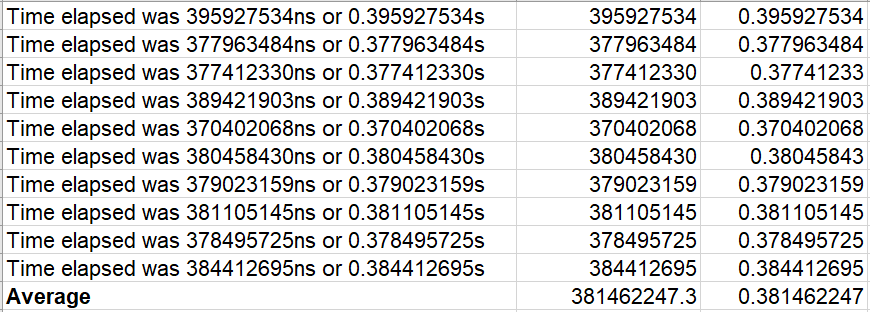 Time elapsed was 395927534ns or 0.395927534s 395927534 0.395927534
Time elapsed was 377963484ns or 0.377963484s 377963484 0.377963484
Time elapsed was 377412330ns or 0.377412330s 377412330 0.37741233
Time elapsed was 389421903ns or 0.389421903s 389421903 0.389421903
Time elapsed was 370402068ns or 0.370402068s 370402068 0.370402068
Time elapsed was 380458430ns or 0.380458430s 380458430 0.38045843
Time elapsed was 379023159ns or 0.379023159s 379023159 0.379023159
Time elapsed was 381105145ns or 0.381105145s 381105145 0.381105145
Time elapsed was 378495725ns or 0.378495725s 378495725 0.378495725
Time elapsed was 384412695ns or 0.384412695s 384412695 0.384412695
Average 381462247.3 0.381462247